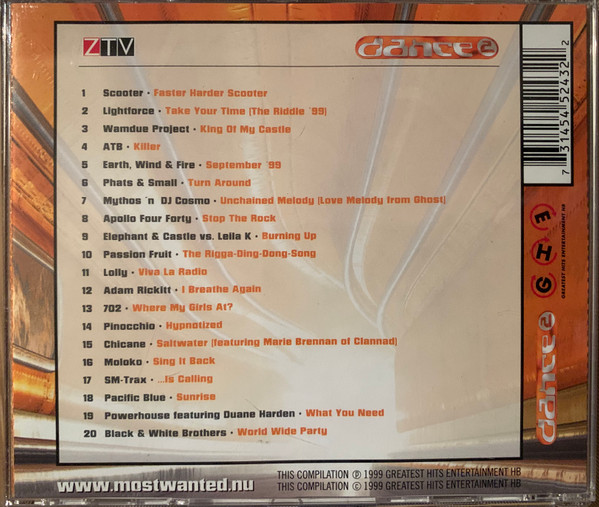 ZTV
dance 2
1 Scooter · Faster Harder Scooter
2 Lightforce · Take Your Time (The Riddle '99)
3 Wamdue Project · King Of My Castle
4 ATB · Killer
5 Earth, Wind & Fire · September '99
6 Phats & Small · Turn Around
7 Mythos ´n DJ Cosmo · Unchained Melody (Love Melody from Ghost)
8 Apollo Four Forty · Stop The Rock
9 Elephant & Castle vs. Leila K · Burning Up
10 Passion Fruit · The Rigga-Ding-Dong-Song
11 Lolly · Viva La Radio
12 Adam Rickitt · I Breathe Again
13 702 · Where My Girls At?
14 Pinocchio · Hypnotized
15 Chicane · Saltwater (featuring Marie Brennan of Clannad)
16 Moloko · Sing It Back
17 SM-Trax · ...Is Calling
18 Pacific Blue · Sunrise
19 Powerhouse featuring Duane Harden · What You Need
20 Black & White Brothers · World Wide Party
7 31454 52432 2
E H G
GREATEST HITS ENTERTAINMENT HB
dance 2
www.mostwanted.nu
THIS COMPILATION ℗ 1999 GREATEST HITS ENTERTAINMENT HB
THIS COMPILATION © 1999 GREATEST HITS ENTERTAINMENT HB